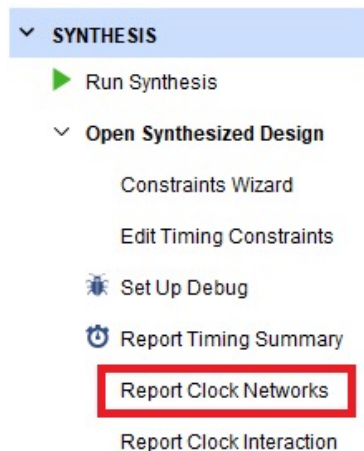 SYNTHESIS
Run Synthesis
Open Synthesized Design
Constraints Wizard
Edit Timing Constraints
Set Up Debug
Report Timing Summary
Report Clock Networks
Report Clock Interaction